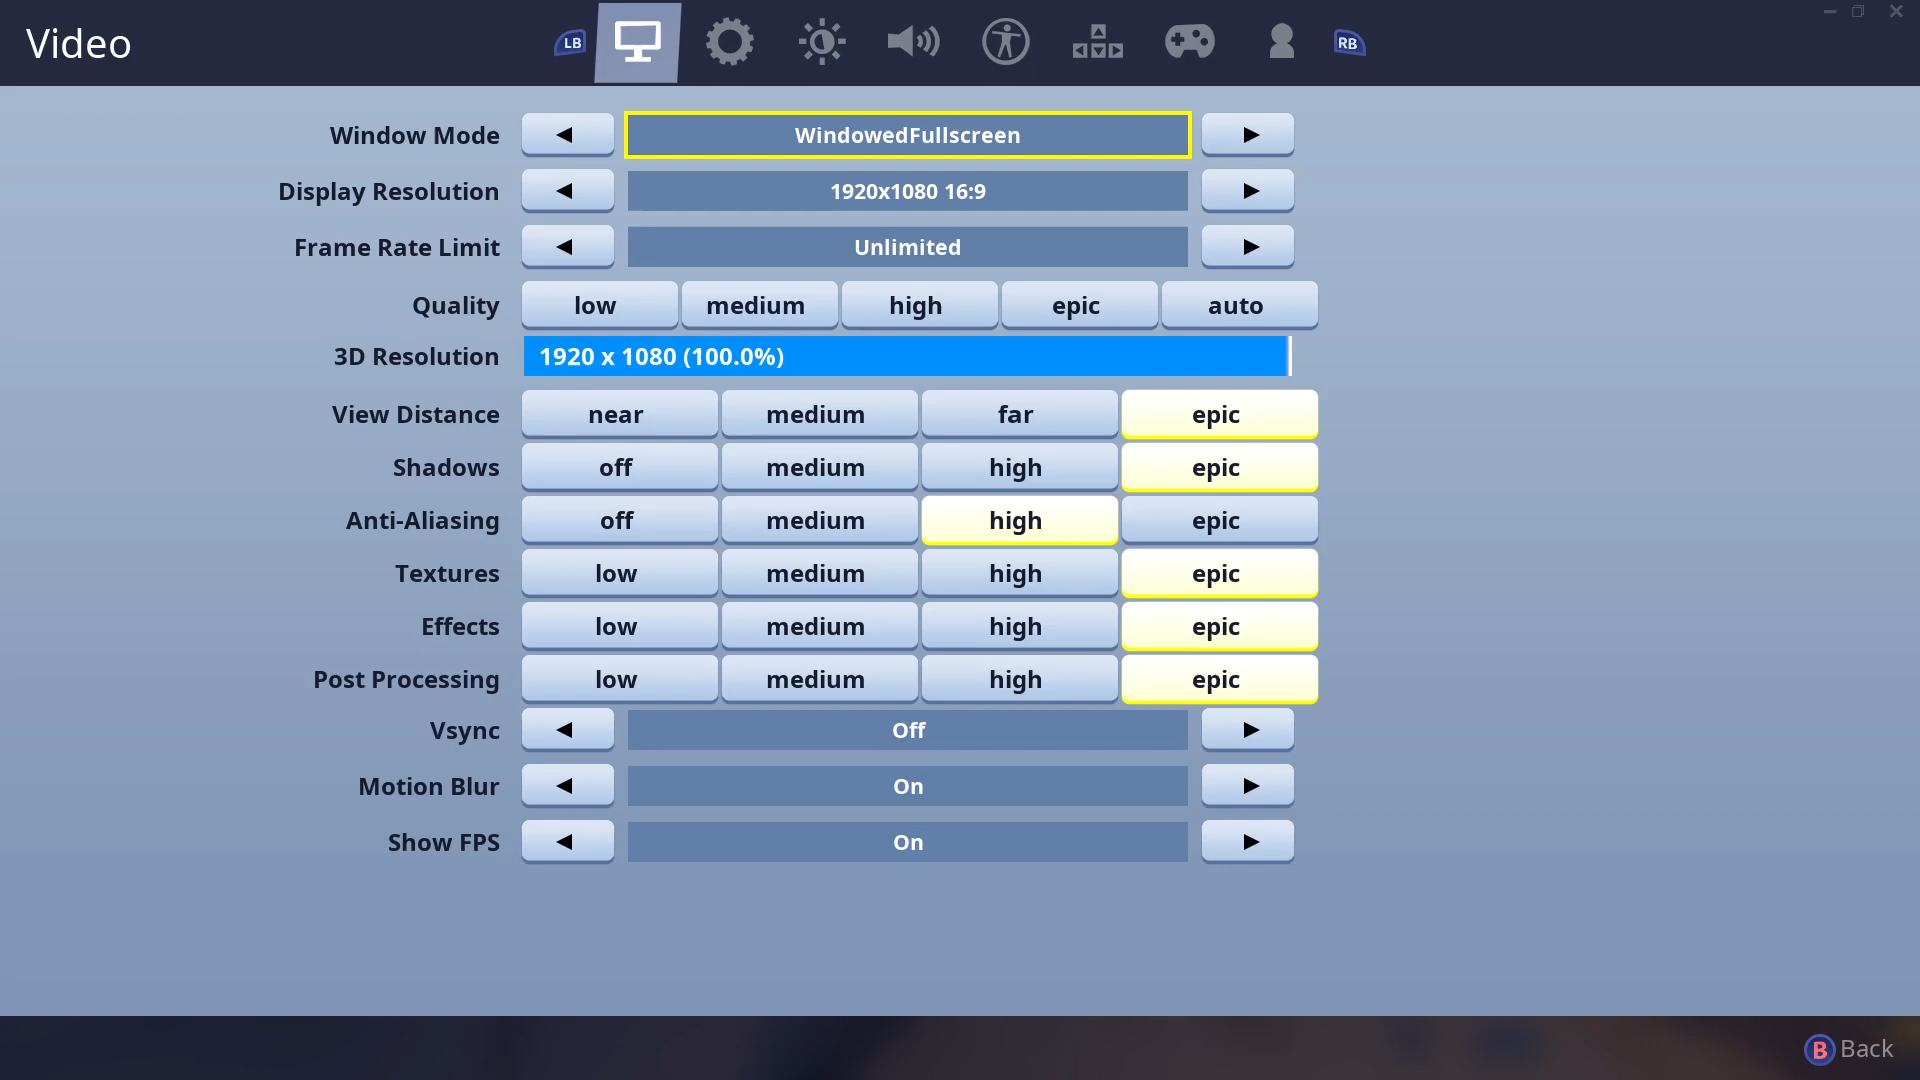 Video
LB
RB
Window Mode WindowedFullscreen
Display Resolution 1920x1080 16:9
Frame Rate Limit Unlimited
Quality low medium high epic auto
3D Resolution 1920 x 1080 (100.0%)
View Distance near medium far epic
Shadows off medium high epic
Anti-Aliasing off medium high epic
Textures low medium high epic
Effects low medium high epic
Post Processing low medium high epic
Vsync Off
Motion Blur On
Show FPS On
B Back